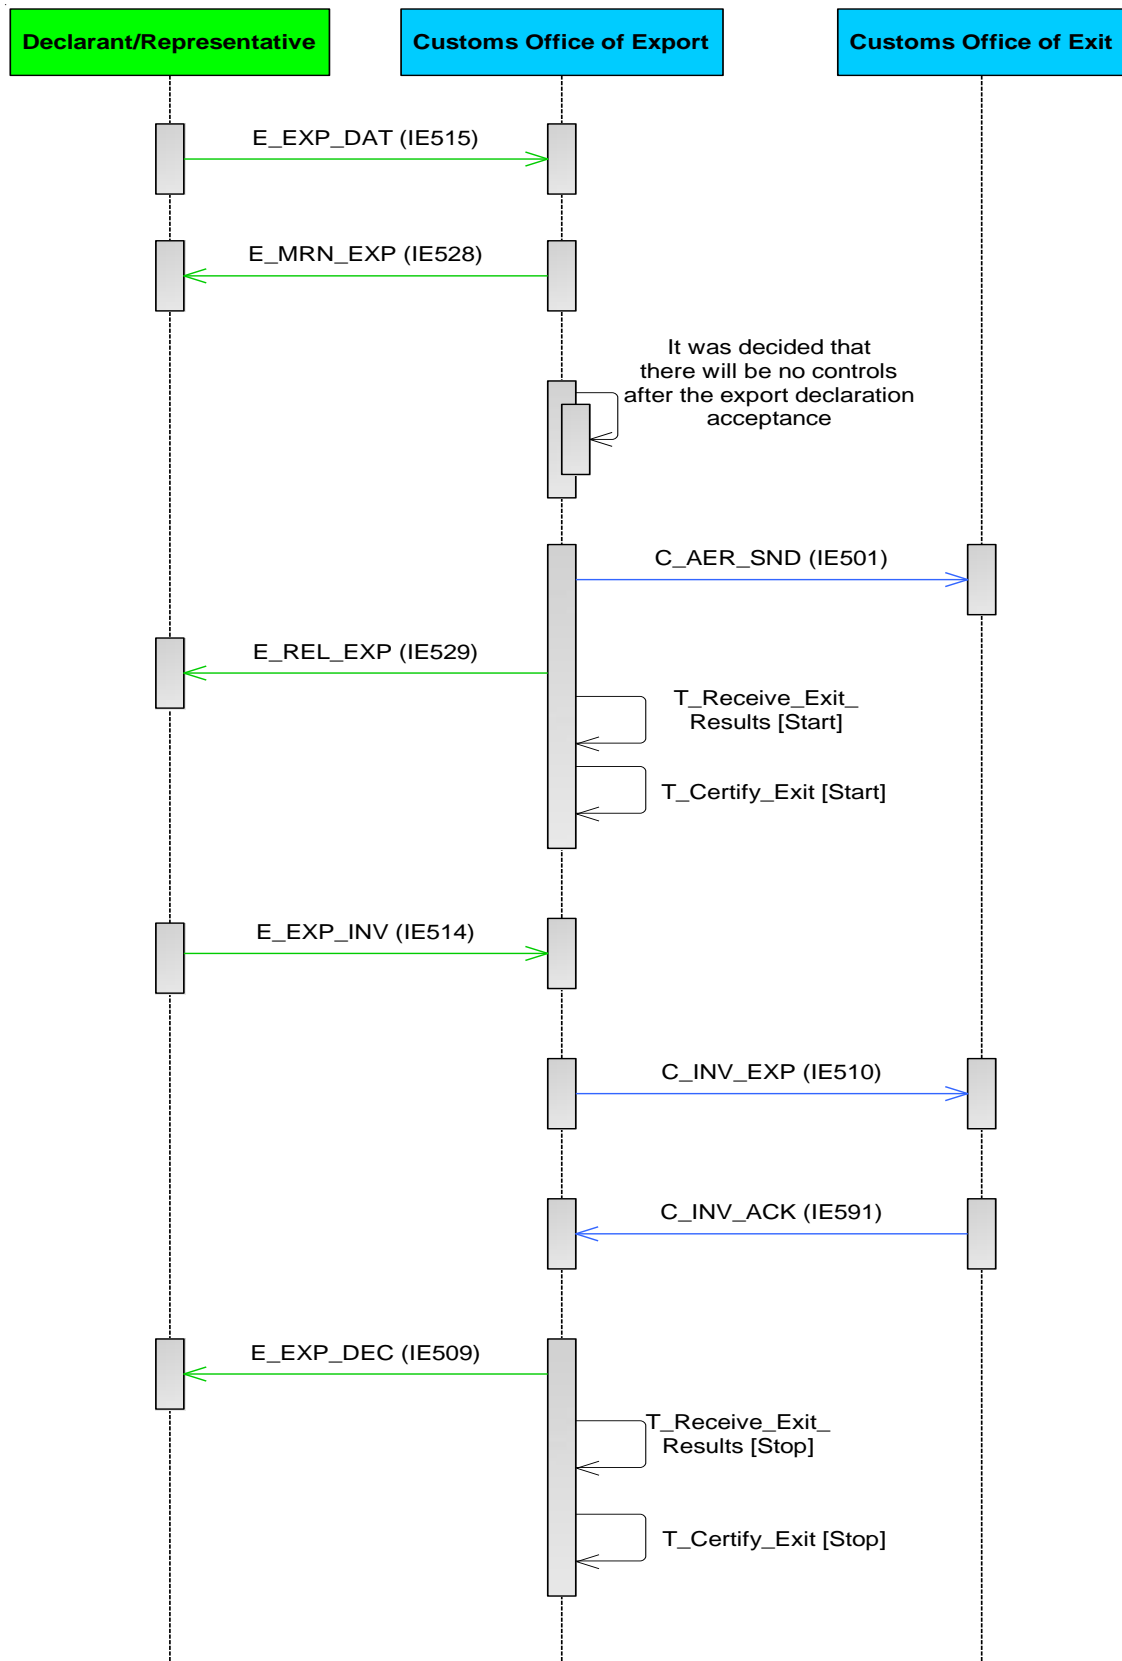 Declarant/Representative
Customs Office of Export
Customs Office of Exit
E_EXP_DAT (IE515)
E_MRN_EXP (IE528)
It was decided that
there will be no controls
after the export declaration
acceptance
C_AER_SND (IE501)
E_REL_EXP (IE529)
T_Receive_Exit_
Results [Start]
T_Certify_Exit [Start]
E_EXP_INV (IE514)
C_INV_EXP (IE510)
C_INV_ACK (IE591)
E_EXP_DEC (IE509)
T_Receive_Exit_
Results [Stop]
T_Certify_Exit [Stop]